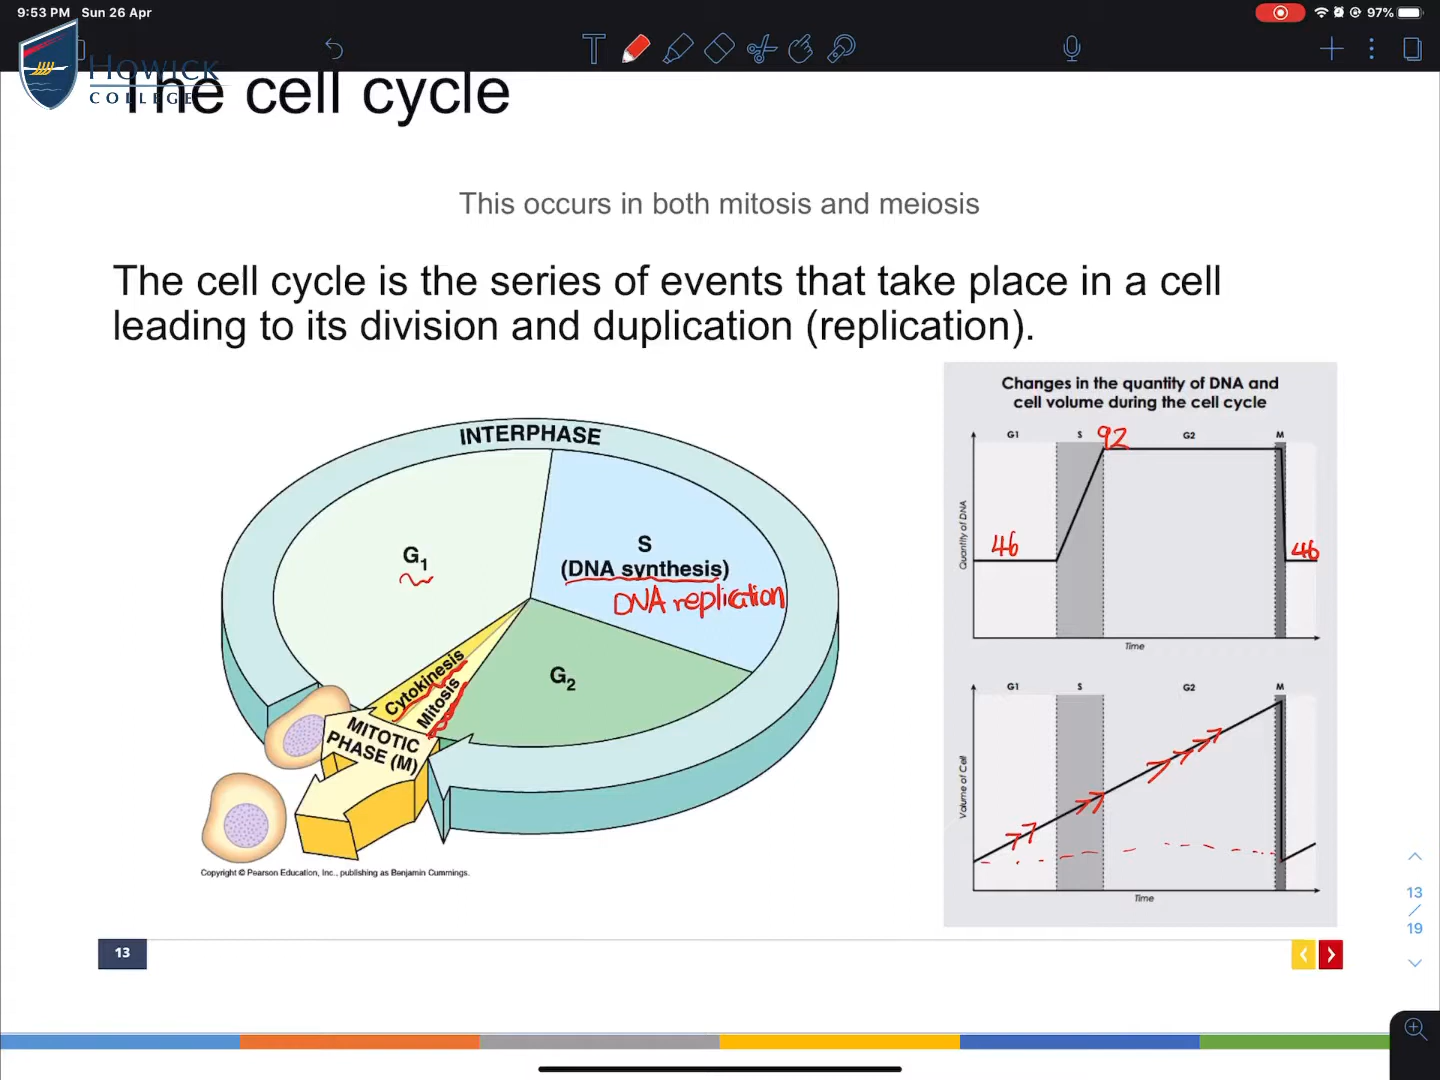 9:53 PM Sun 26 Apr
97%
HOWICK
COLLEGE
The cell cycle
This occurs in both mitosis and meiosis
The cell cycle is the series of events that take place in a cell
leading to its division and duplication (replication).
INTERPHASE
G1
S
(DNA synthesis)
DNA replication
G2
Cytokinesis
Mitosis
MITOTIC
PHASE (M)
Copyright © Pearson Education, Inc., publishing as Benjamin Cummings.
Changes in the quantity of DNA and
cell volume during the cell cycle
G1 S 92 G2 M
Quantity of DNA
46
46
Time
G1 S G2 M
Volume of Cell
Time
13
13
/
19